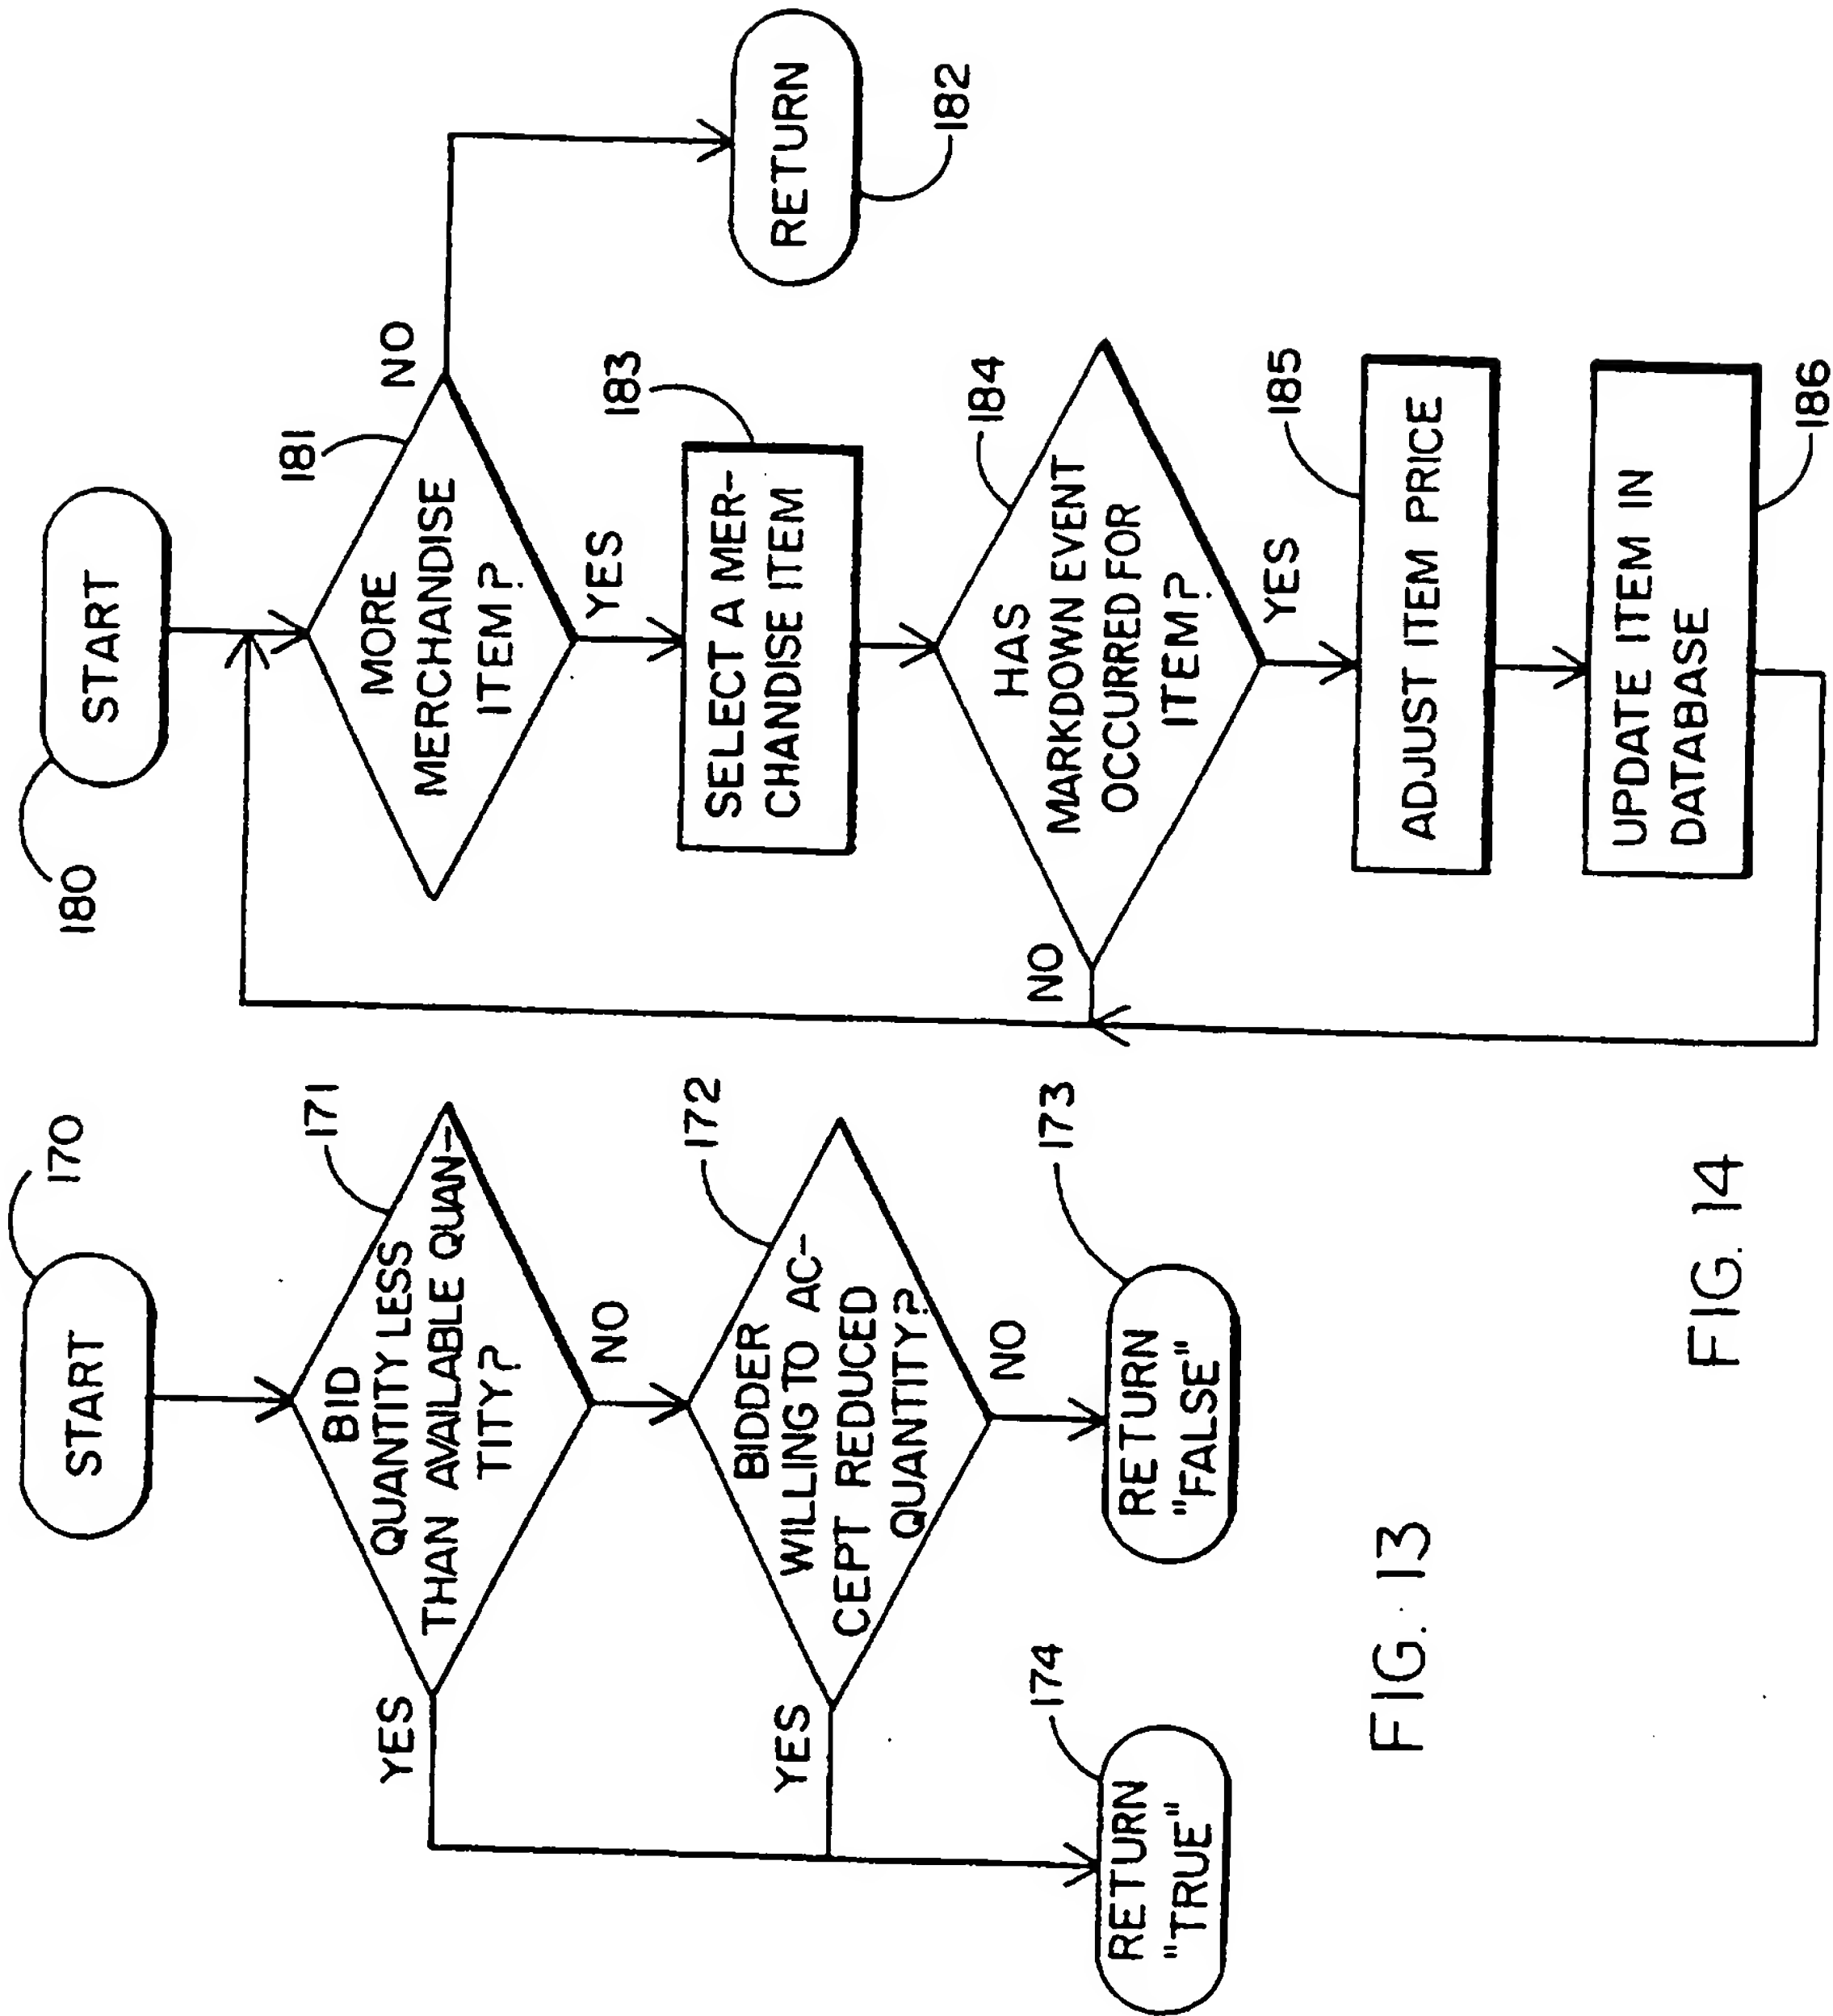 170
START
171
BID
QUANTITY LESS
THAN AVAILABLE QUAN-
TITY?
YES
NO
172
BIDDER
WILLING TO AC-
CEPT REDUCED
QUANTITY?
YES
NO
173
RETURN
"FALSE"
174
RETURN
"TRUE"
FIG. 13
180
START
181
MORE
MERCHANDISE
ITEM?
NO
YES
RETURN
182
183
SELECT A MER-
CHANDISE ITEM
184
HAS
MARKDOWN EVENT
OCCURRED FOR
ITEM?
NO
YES
185
ADJUST ITEM PRICE
UPDATE ITEM IN
DATABASE
186
FIG. 14